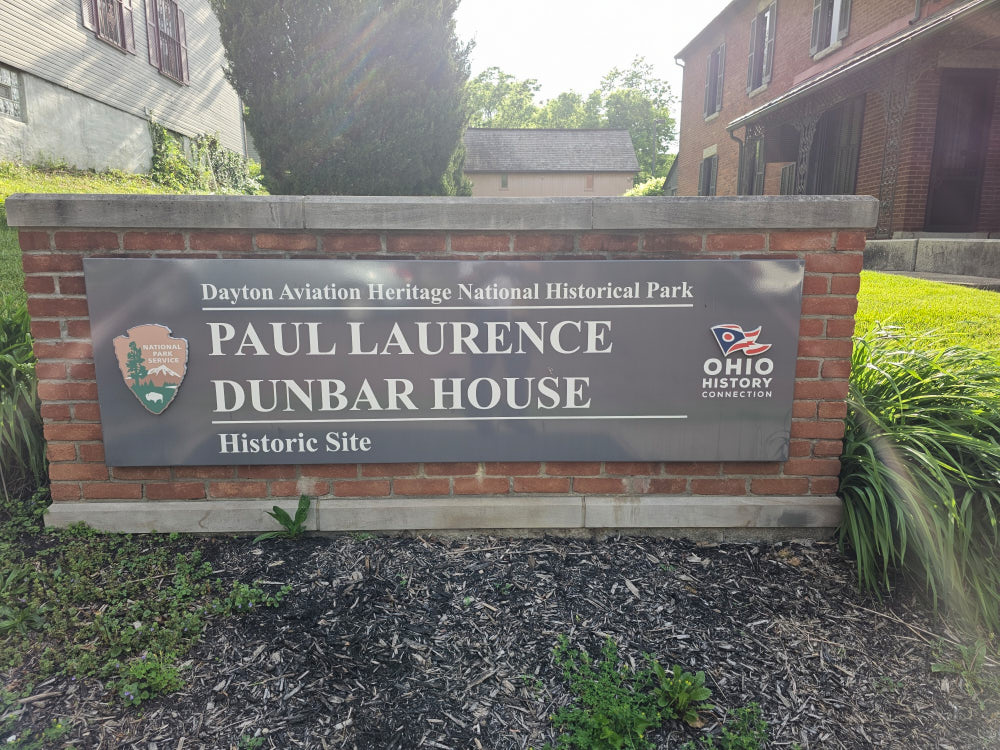 Dayton Aviation Heritage National Historical Park
PAUL LAURENCE
DUNBAR HOUSE
Historic Site
NATIONAL
PARK
SERVICE
OHIO
HISTORY
CONNECTION